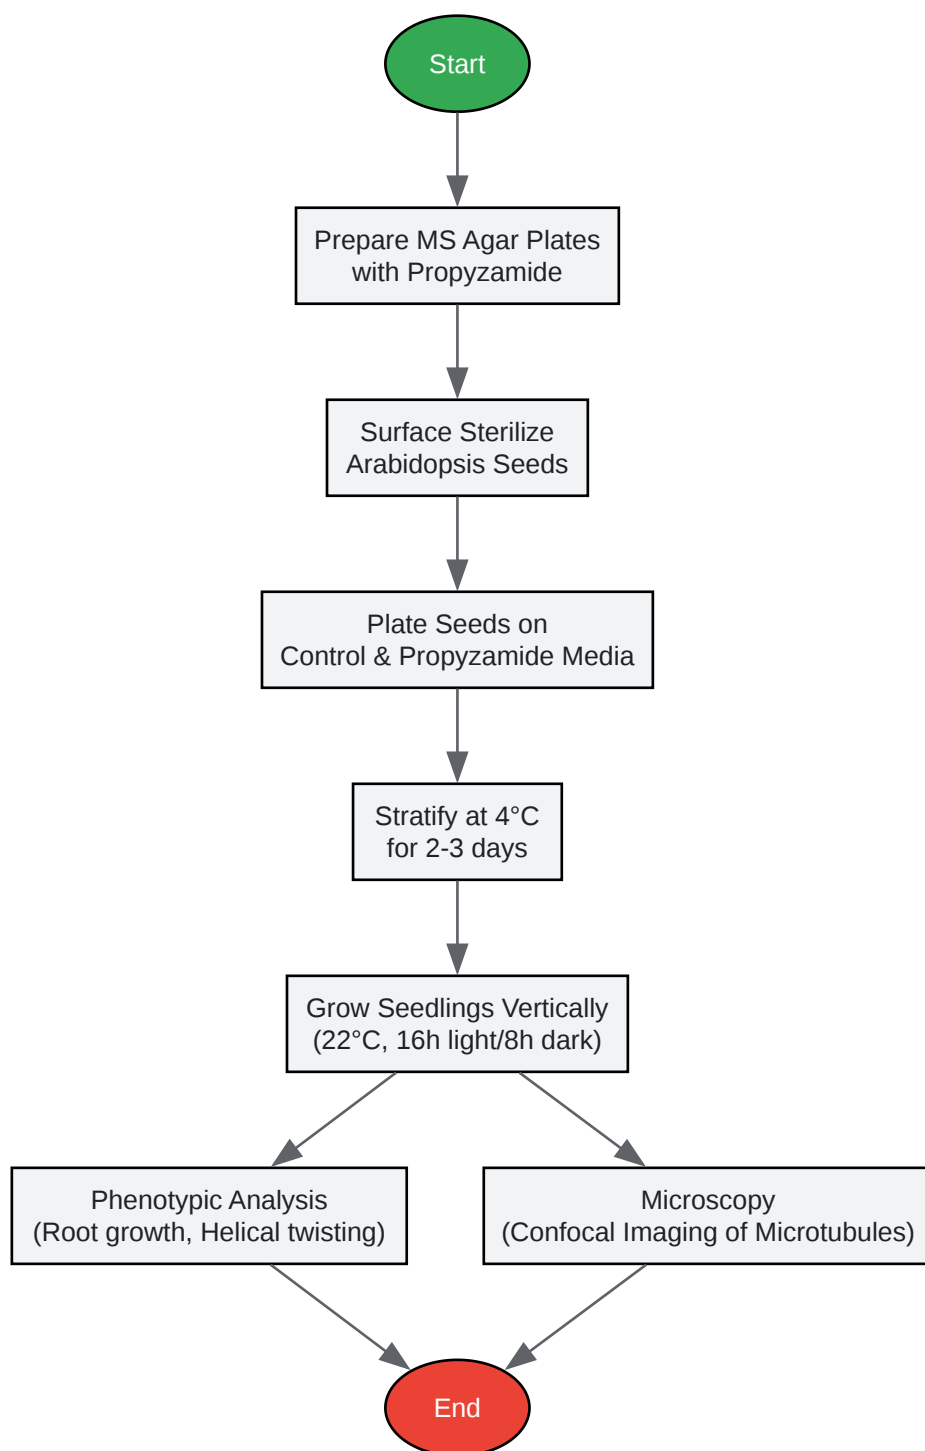 Start
Prepare MS Agar Plates
with Propyzamide
Surface Sterilize
Arabidopsis Seeds
Plate Seeds on
Control & Propyzamide Media
Stratify at 4°C
for 2-3 days
Grow Seedlings Vertically
(22°C, 16h light/8h dark)
Phenotypic Analysis
(Root growth, Helical twisting)
Microscopy
(Confocal Imaging of Microtubules)
End